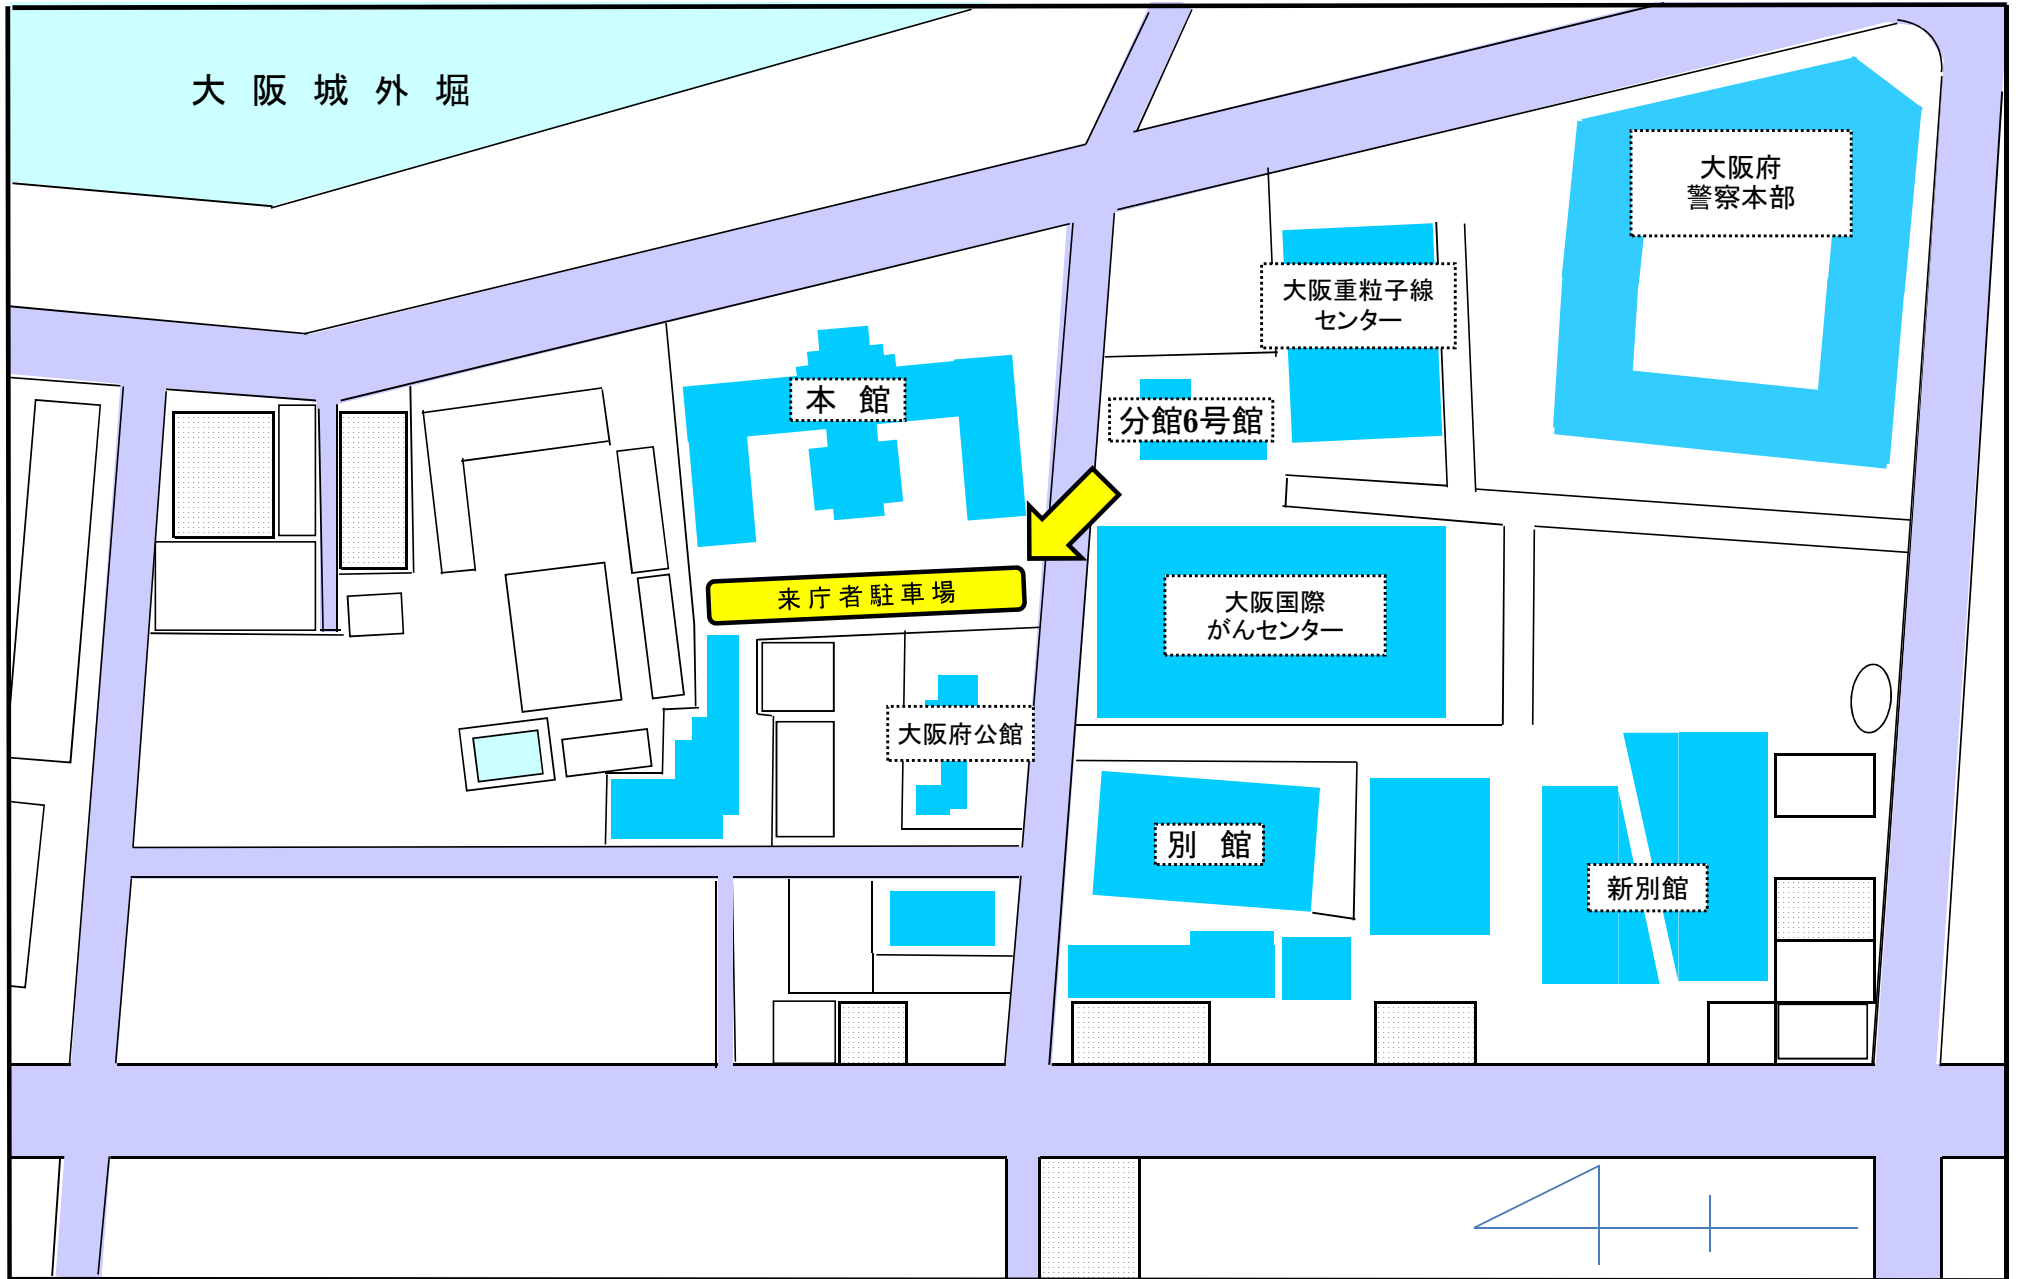 大阪城外堀
大阪府
警察本部
大阪重粒子線
センター
本館
分館6号館
来庁者駐車場
大阪国際
がんセンター
大阪府公館
別館
新別館